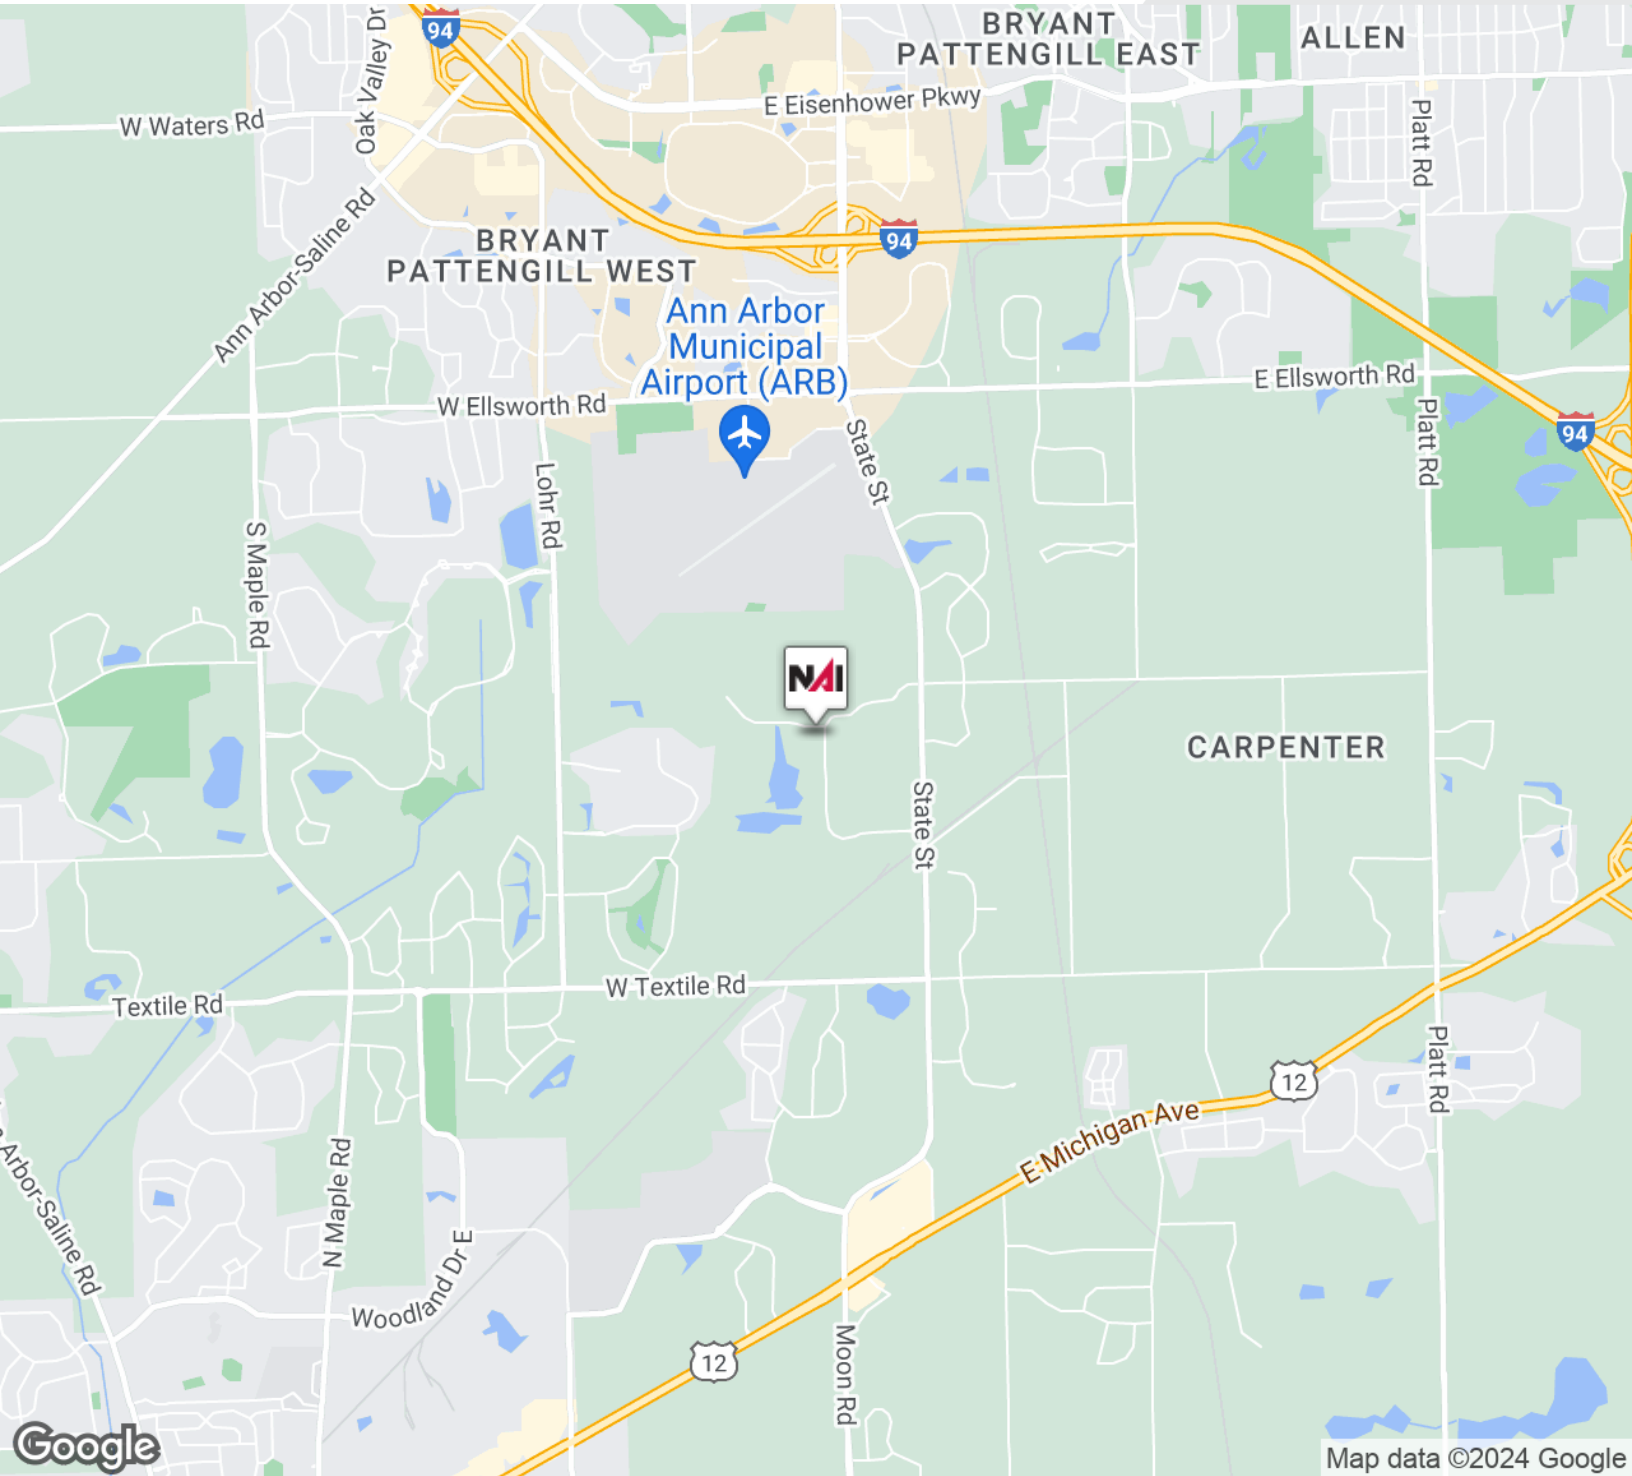 94
BRYANT
PATTENGILL EAST
ALLEN
Oak Valley Dr
E Eisenhower Pkwy
W Waters Rd
Platt Rd
Ann Arbor-Saline Rd
BRYANT
PATTENGILL WEST
94
Ann Arbor
Municipal
Airport (ARB)
E Ellsworth Rd
W Ellsworth Rd
State St
Platt Rd
94
Lohr Rd
S Maple Rd
NAI
CARPENTER
State St
W Textile Rd
Textile Rd
Platt Rd
12
E Michigan Ave
Arbor-Saline Rd
N Maple Rd
Woodland Dr E
12
Moon Rd
Google
Map data ©2024 Google